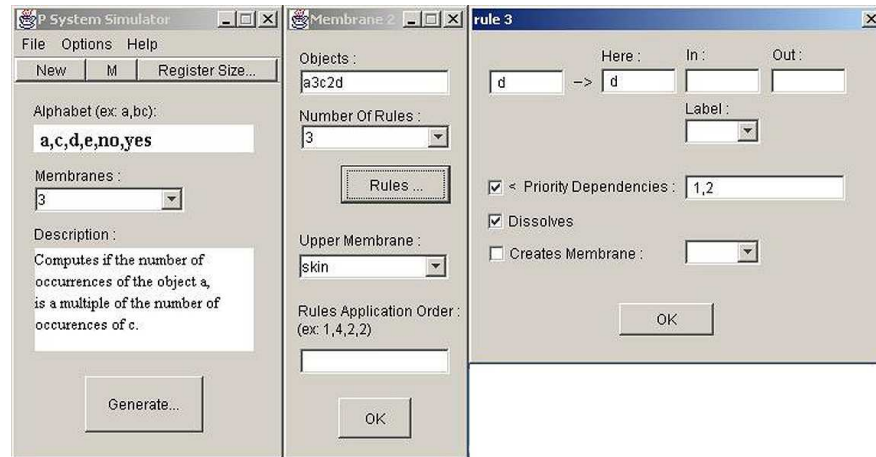 P System Simulator
File Options Help
New M Register Size...
Alphabet (ex: a,bc):
a,c,d,e,no,yes
Membranes :
3
Description :
Computes if the number of
occurrences of the object a,
is a multiple of the number of
occurences of c.
Generate...
Membrane 2
Objects :
a3c2d
Number Of Rules :
3
Rules ...
Upper Membrane :
skin
Rules Application Order :
(ex: 1,4,2,2)
OK
rule 3
Here : In : Out :
d -> d
Label :
< Priority Dependencies : 1,2
Dissolves
Creates Membrane :
OK